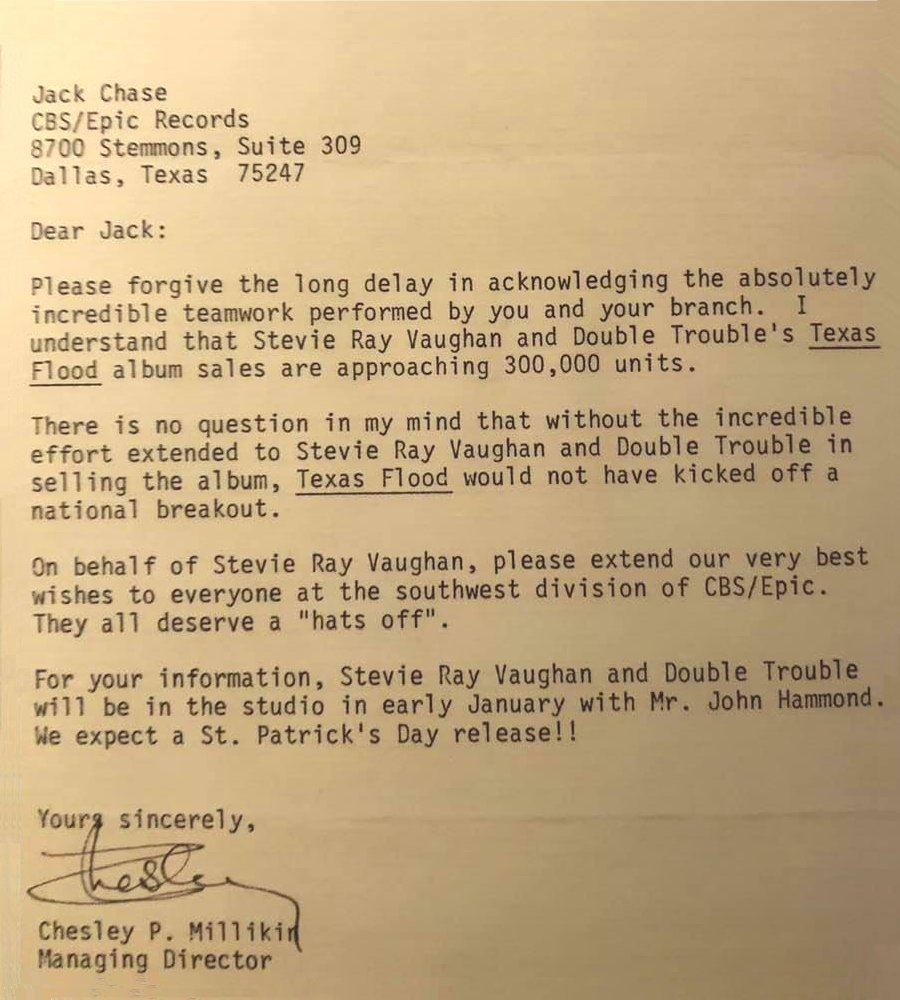 Jack Chase
CBS/Epic Records
8700 Stemmons, Suite 309
Dallas, Texas  75247
Dear Jack:
Please forgive the long delay in acknowledging the absolutely
incredible teamwork performed by you and your branch.  I
understand that Stevie Ray Vaughan and Double Trouble's Texas
Flood album sales are approaching 300,000 units.
There is no question in my mind that without the incredible
effort extended to Stevie Ray Vaughan and Double Trouble in
selling the album, Texas Flood would not have kicked off a
national breakout.
On behalf of Stevie Ray Vaughan, please extend our very best
wishes to everyone at the southwest division of CBS/Epic.
They all deserve a "hats off".
For your information, Stevie Ray Vaughan and Double Trouble
will be in the studio in early January with Mr. John Hammond.
We expect a St. Patrick's Day release!!
Yours sincerely,
Chesley
Chesley P. Millikin
Managing Director